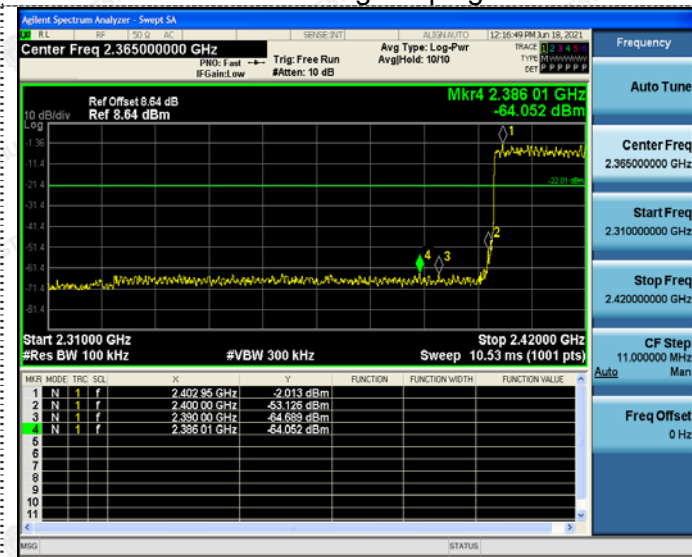 Agilent Spectrum Analyzer - Swept SA
RL RF 50 Ω AC SENSE:INT ALIGN AUTO 12:16:49 PM Jun 18, 2021
Center Freq 2.365000000 GHz
PNO: Fast Trig: Free Run
IFGain:Low #Atten: 10 dB
Avg Type: Log-Pwr
Avg|Hold: 10/10
TRACE 1 2 3 4 5 6
TYPE M W W W W W
DET P P P P P P
Frequency
Mkr4 2.386 01 GHz
-64.052 dBm
Ref Offset 8.64 dB
10 dB/div Ref 8.64 dBm
Log
-1.36
-11.4
-21.4
-31.4
-41.4
-51.4
-61.4
-71.4
-81.4
1
-22.01 dBm
2
4 3
Start 2.31000 GHz Stop 2.42000 GHz
#Res BW 100 kHz #VBW 300 kHz Sweep 10.53 ms (1001 pts)
MKR MODE TRC SCL X Y FUNCTION FUNCTION WIDTH FUNCTION VALUE
1 N 1 f 2.402 95 GHz -2.013 dBm
2 N 1 f 2.400 00 GHz -53.126 dBm
3 N 1 f 2.390 00 GHz -64.689 dBm
4 N 1 f 2.386 01 GHz -64.052 dBm
5
6
7
8
9
10
11
MSG STATUS
Auto Tune
Center Freq
2.365000000 GHz
Start Freq
2.310000000 GHz
Stop Freq
2.420000000 GHz
CF Step
11.000000 MHz
Auto Man
Freq Offset
0 Hz